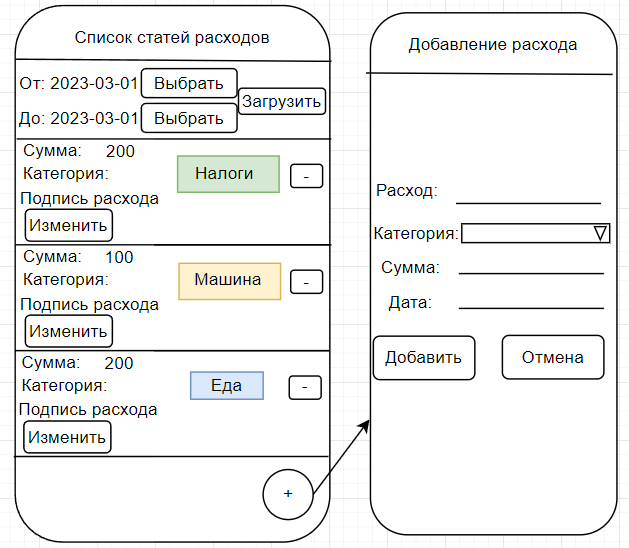 Список статей расходов
От: 2023-03-01 Выбрать
Загрузить
До: 2023-03-01 Выбрать
Сумма: 200
Категория: Налоги -
Подпись расхода
Изменить
Сумма: 100
Категория: Машина -
Подпись расхода
Изменить
Сумма: 200
Категория: Еда -
Подпись расхода
Изменить
+
Добавление расхода
Расход:
Категория:
Сумма:
Дата:
Добавить Отмена